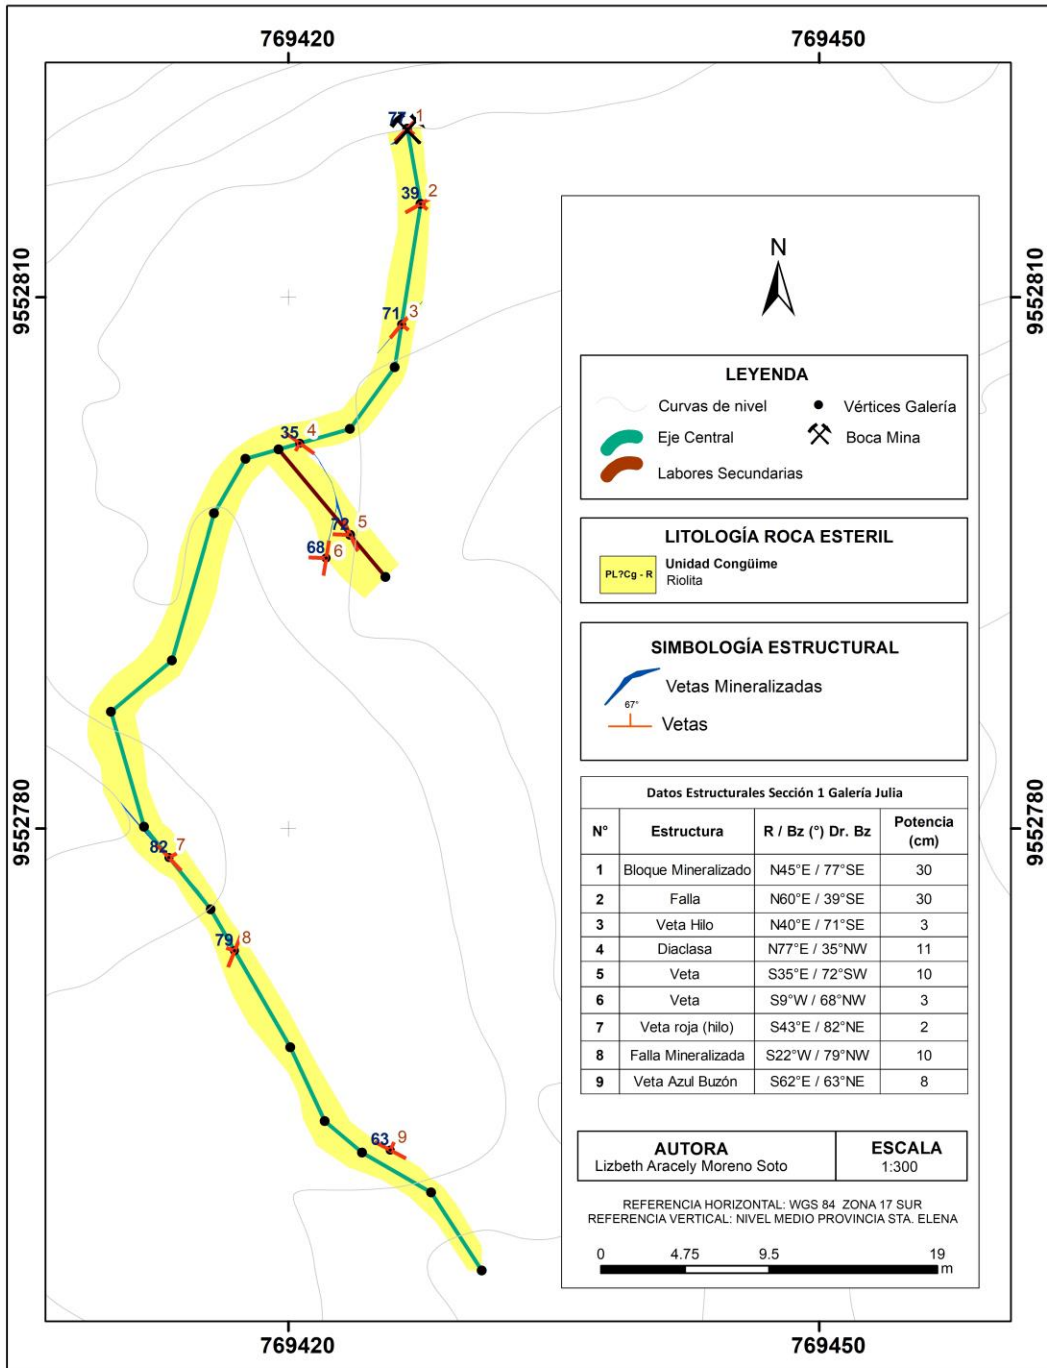 769420 769450
9552810 9552810
9552780 9552780
77 1
39 2
71 3
35 4
72 5
68 6
82 7
79 8
63 9
N
LEYENDA
Curvas de nivel Vértices Galería
Eje Central Boca Mina
Labores Secundarias
LITOLOGÍA ROCA ESTERIL
PL?Cg - R Unidad Congüime
Riolita
SIMBOLOGÍA ESTRUCTURAL
Vetas Mineralizadas
67°
Vetas
Datos Estructurales Sección 1 Galería Julia
N° Estructura R / Bz (°) Dr. Bz Potencia (cm)
1 Bloque Mineralizado N45°E / 77°SE 30
2 Falla N60°E / 39°SE 30
3 Veta Hilo N40°E / 71°SE 3
4 Diaclasa N77°E / 35°NW 11
5 Veta S35°E / 72°SW 10
6 Veta S9°W / 68°NW 3
7 Veta roja (hilo) S43°E / 82°NE 2
8 Falla Mineralizada S22°W / 79°NW 10
9 Veta Azul Buzón S62°E / 63°NE 8
AUTORA ESCALA
Lizbeth Aracely Moreno Soto 1:300
REFERENCIA HORIZONTAL: WGS 84 ZONA 17 SUR
REFERENCIA VERTICAL: NIVEL MEDIO PROVINCIA STA. ELENA
0 4.75 9.5 19
m
769420 769450